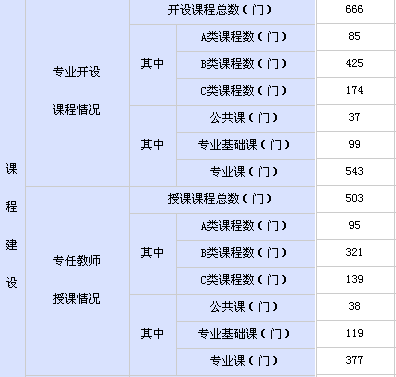 课程建设
专业开设
课程情况
开设课程总数(门) 666
其中
A类课程数(门) 85
B类课程数(门) 425
C类课程数(门) 174
其中
公共课(门) 37
专业基础课(门) 99
专业课(门) 543
专任教师
授课情况
授课课程总数(门) 503
其中
A类课程数(门) 95
B类课程数(门) 321
C类课程数(门) 139
其中
公共课(门) 38
专业基础课(门) 119
专业课(门) 377